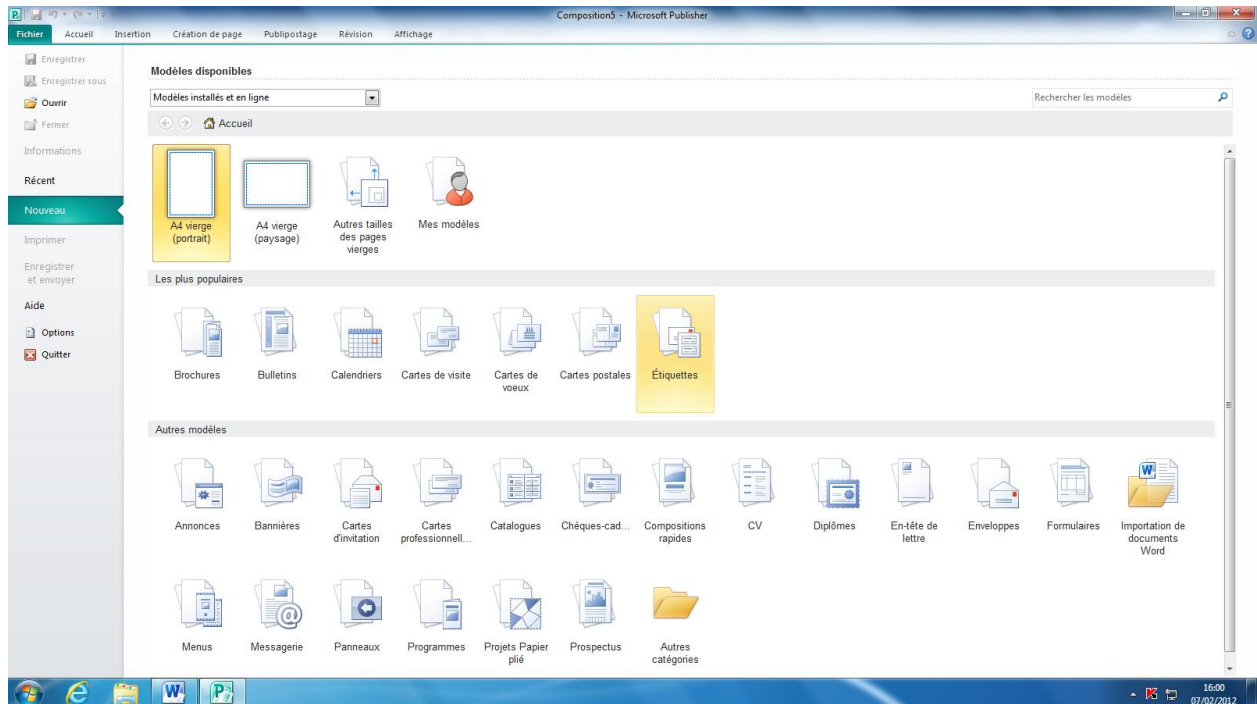 Composition5 - Microsoft Publisher
Fichier Accueil Insertion Création de page Publipostage Révision Affichage
Enregistrer
Enregistrer sous
Ouvrir
Fermer
Informations
Récent
Nouveau
Imprimer
Enregistrer
et envoyer
Aide
Options
Quitter
Modèles disponibles
Modèles installés et en ligne
Rechercher les modèles
Accueil
A4 vierge
(portrait)
A4 vierge
(paysage)
Autres tailles
des pages
vierges
Mes modèles
Les plus populaires
Brochures
Bulletins
Calendriers
Cartes de visite
Cartes de
voeux
Cartes postales
Étiquettes
Autres modèles
Annonces
Bannières
Cartes
d'invitation
Cartes
professionnell...
Catalogues
Chèques-cad...
Compositions
rapides
CV
Diplômes
En-tête de
lettre
Enveloppes
Formulaires
Importation de
documents
Word
Menus
Messagerie
Panneaux
Programmes
Projets Papier
plié
Prospectus
Autres
catégories
16:00
07/02/2012